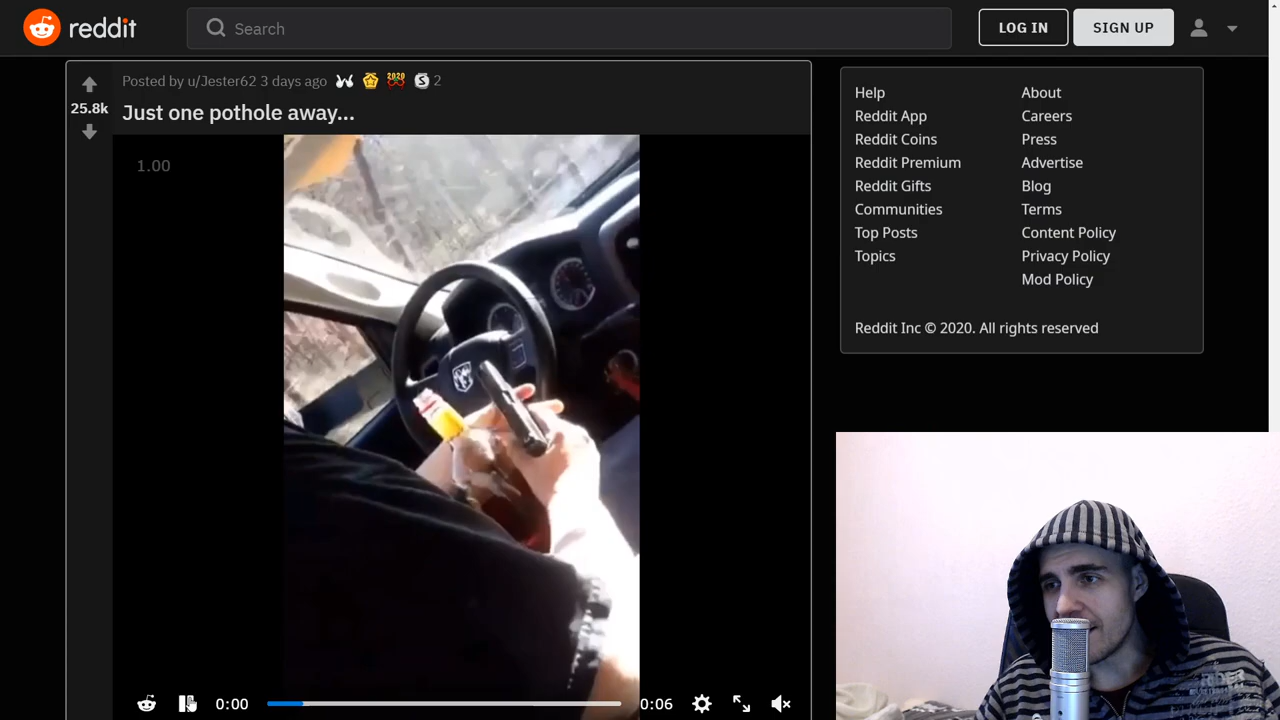 reddit
Search
LOG IN
SIGN UP
25.8k
Posted by u/Jester62 3 days ago
2020
S 2
Just one pothole away...
1.00
0:00
0:06
Help
Reddit App
Reddit Coins
Reddit Premium
Reddit Gifts
Communities
Top Posts
Topics
About
Careers
Press
Advertise
Blog
Terms
Content Policy
Privacy Policy
Mod Policy
Reddit Inc © 2020. All rights reserved